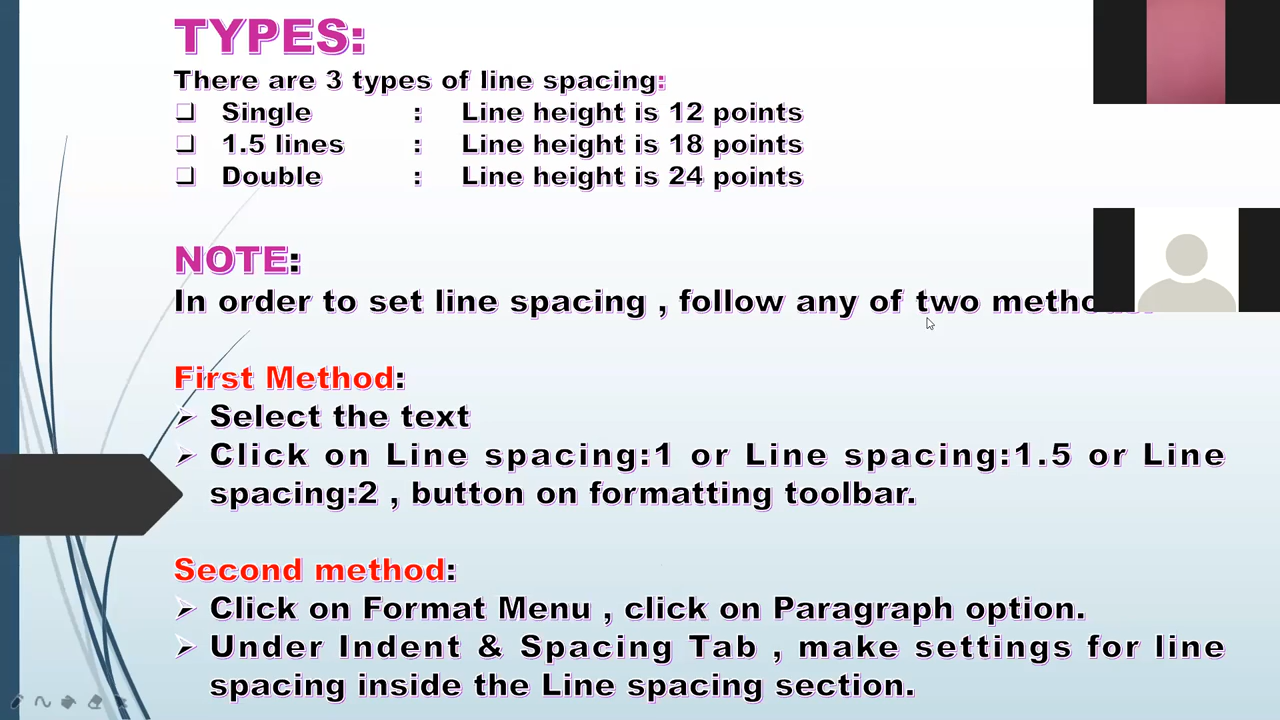 TYPES:
There are 3 types of line spacing:
❑ Single : Line height is 12 points
❑ 1.5 lines : Line height is 18 points
❑ Double : Line height is 24 points
NOTE:
In order to set line spacing , follow any of two
First Method:
➢ Select the text
➢ Click on Line spacing:1 or Line spacing:1.5 or Line
spacing:2 , button on formatting toolbar.
Second method:
➢ Click on Format Menu , click on Paragraph option.
➢ Under Indent & Spacing Tab , make settings for line
spacing inside the Line spacing section.